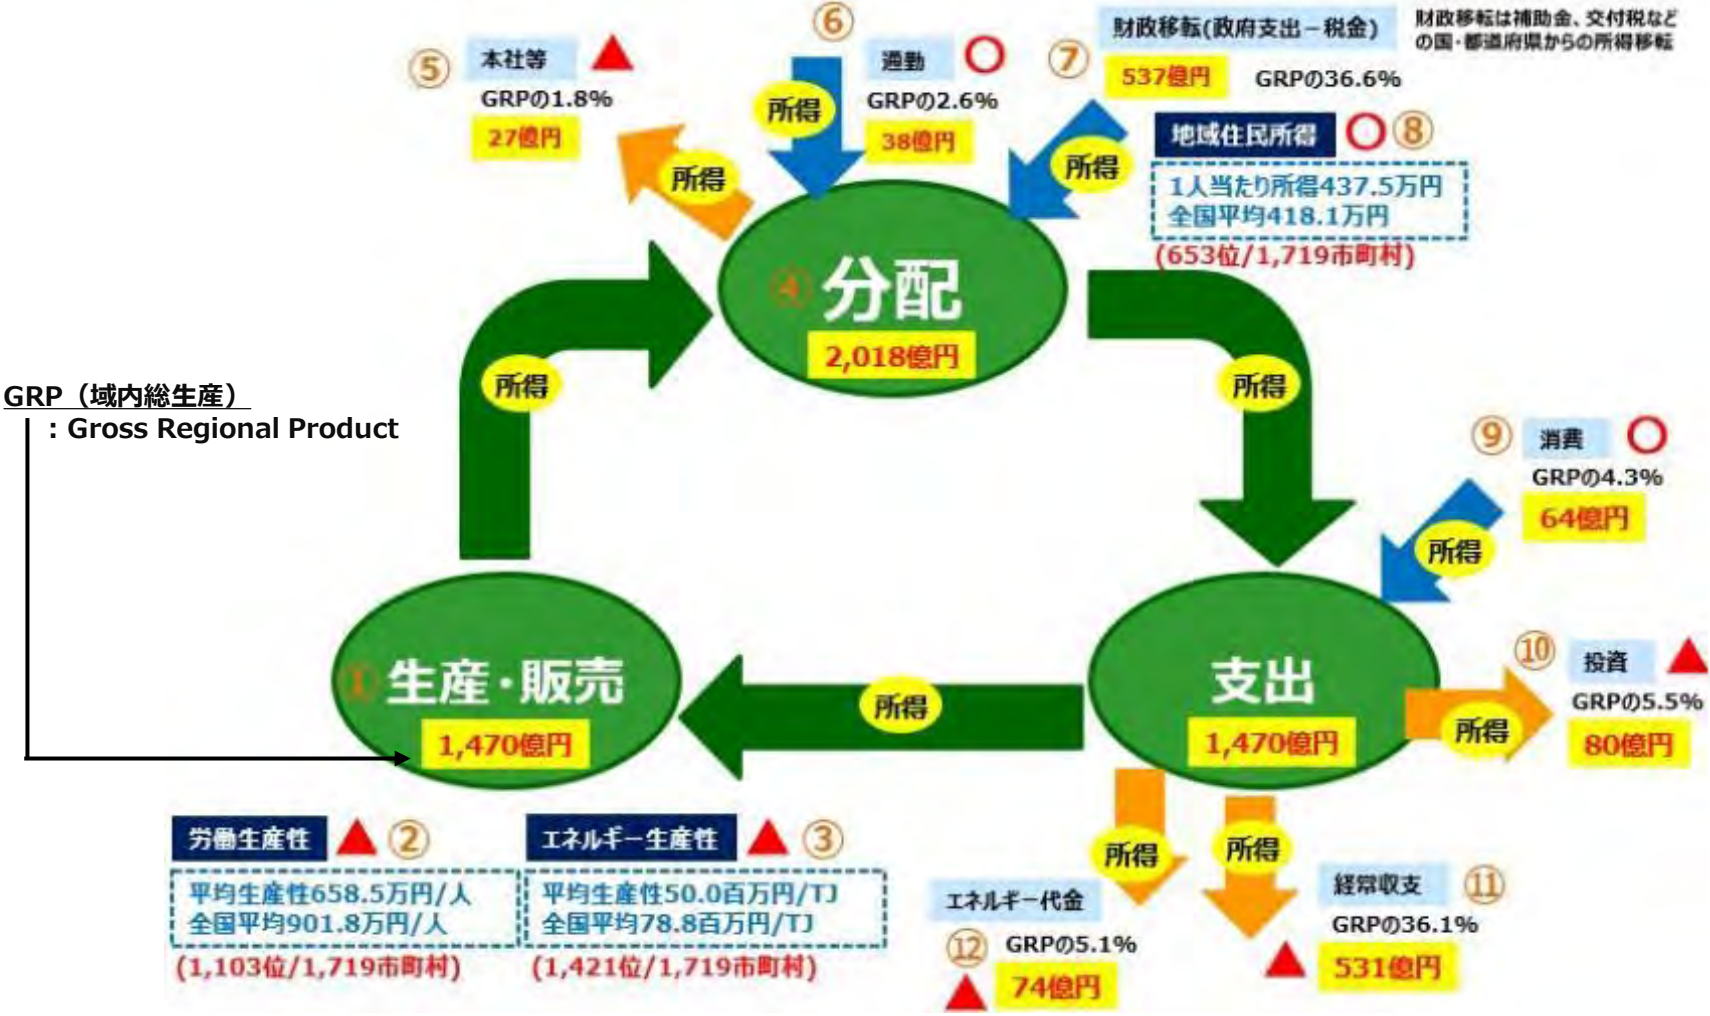 ⑤
本社等 ▲
GRPの1.8%
27億円
所得
⑥
所得
通勤 ○
GRPの2.6%
38億円
⑦
財政移転(政府支出－税金)
537億円 GRPの36.6%
財政移転は補助金、交付税など
の国・都道府県からの所得移転
所得
地域住民所得 ○ ⑧
1人当たり所得437.5万円
全国平均418.1万円
(653位/1,719市町村)
④ 分配
2,018億円
所得
所得
GRP（域内総生産）
：Gross Regional Product
⑨ 消費 ○
GRPの4.3%
64億円
所得
① 生産・販売
1,470億円
所得
支出
1,470億円
⑩ 投資 ▲
GRPの5.5%
80億円
所得
労働生産性 ▲ ②
平均生産性658.5万円/人
全国平均901.8万円/人
(1,103位/1,719市町村)
エネルギー生産性 ▲ ③
平均生産性50.0百万円/TJ
全国平均78.8百万円/TJ
(1,421位/1,719市町村)
所得
エネルギー代金
⑫ GRPの5.1%
▲ 74億円
所得
経常収支 ⑪
GRPの36.1%
▲ 531億円